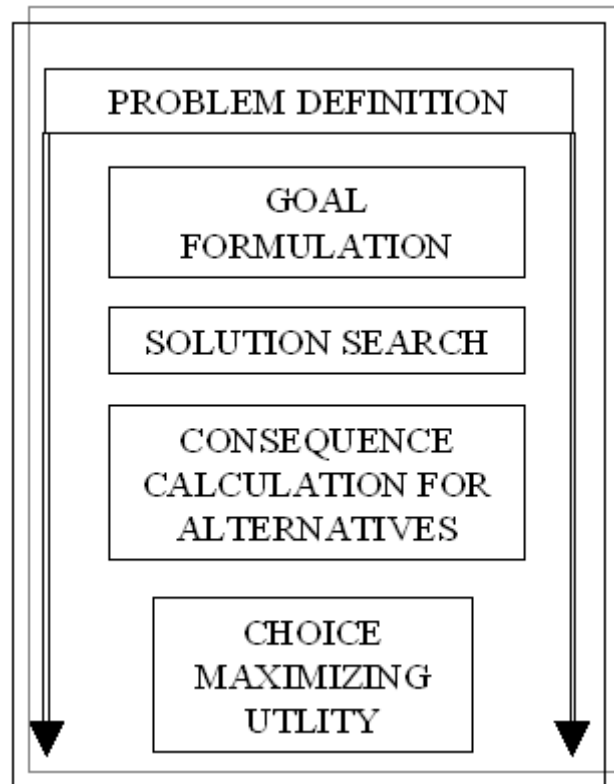 PROBLEM DEFINITION
GOAL
FORMULATION
SOLUTION SEARCH
CONSEQUENCE
CALCULATION FOR
ALTERNATIVES
CHOICE
MAXIMIZING
UTLITY